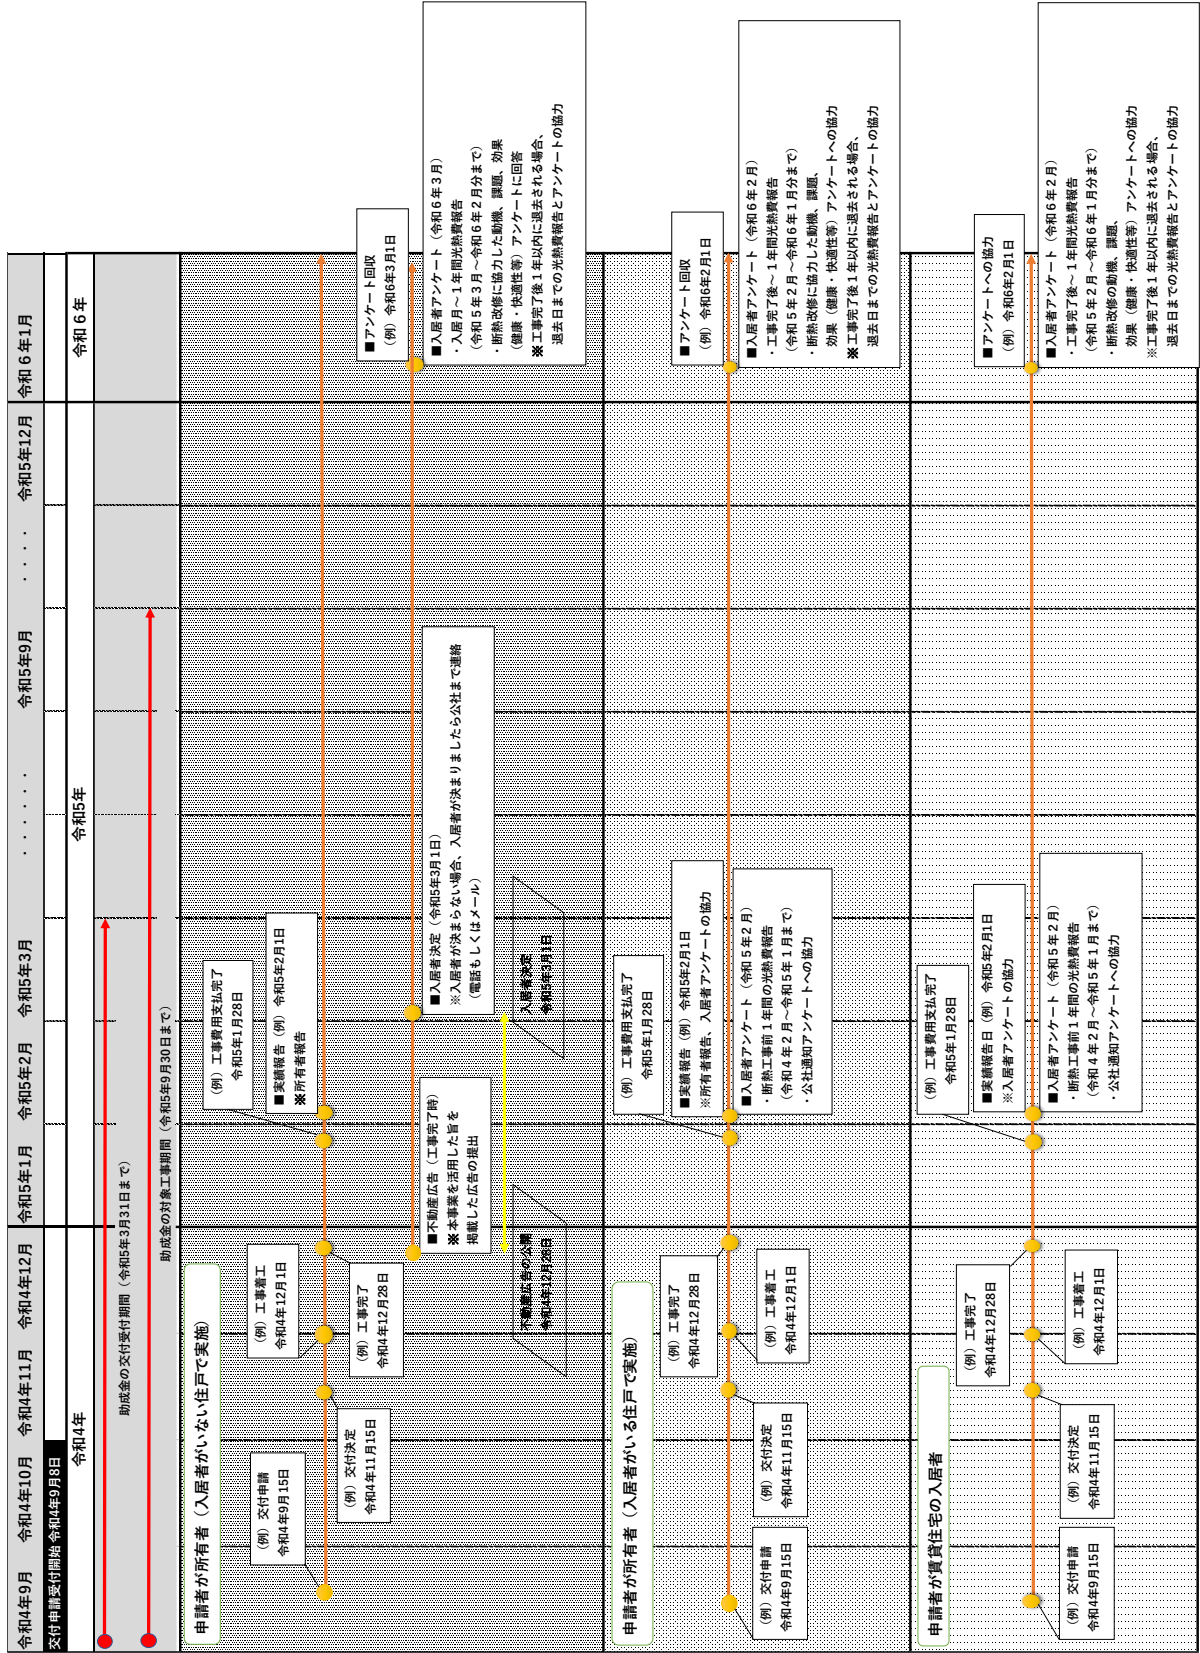 令和4年9月 令和4年10月 令和4年11月 令和4年12月 令和5年1月 令和5年2月 令和5年3月 ・・・・・・ 令和5年9月 ・・・・ 令和5年12月 令和６年1月
交付申請受付開始 令和4年9月8日
令和4年 令和5年 令和６年
助成金の交付受付期間（令和5年3月31日まで）
助成金の対象工事期間（令和5年9月30日まで）
申請者が所有者（入居者がいない住戸で実施）
（例）交付申請
令和4年9月15日
（例）交付決定
令和4年11月15日
（例）工事着工
令和4年12月1日
（例）工事完了
令和4年12月28日
（例）工事費用支払完了
令和5年1月28日
■実績報告（例）令和5年2月1日
※所有者報告
■不動産広告（工事完了時）
※本事業を活用した旨を
掲載した広告の提出
不動産広告の公開
令和4年12月28日
■入居者決定（令和5年3月1日）
※入居者が決まらない場合、入居者が決まりましたら公社まで連絡
（電話もしくはメール）
入居者決定
令和5年3月1日
■アンケート回収
（例）令和6年3月1日
■入居者アンケート（令和６年３月）
・入居月～１年間光熱費報告
（令和５年３月～令和６年２月分まで）
・断熱改修に協力した動機、課題、効果
（健康・快適性等）アンケートに回答
※工事完了後１年以内に退去される場合、
退去日までの光熱費報告とアンケートの協力
申請者が所有者（入居者がいる住戸で実施）
（例）交付申請
令和4年9月15日
（例）交付決定
令和4年11月15日
（例）工事着工
令和4年12月1日
（例）工事完了
令和4年12月28日
（例）工事費用支払完了
令和5年1月28日
■実績報告（例）令和5年2月1日
※所有者報告、入居者アンケートの協力
■入居者アンケート（令和５年２月）
・断熱工事前１年間の光熱費報告
（令和４年２月～令和５年１月まで）
・公社通知アンケートへの協力
■アンケート回収
（例）令和6年2月1日
■入居者アンケート（令和６年２月）
・工事完了後～１年間光熱費報告
（令和５年２月～令和６年１月分まで）
・断熱改修に協力した動機、課題、
効果（健康・快適性等）アンケートへの協力
※工事完了後１年以内に退去される場合、
退去日までの光熱費報告とアンケートの協力
申請者が賃貸住宅の入居者
（例）交付申請
令和4年9月15日
（例）交付決定
令和4年11月15日
（例）工事着工
令和4年12月1日
（例）工事完了
令和4年12月28日
（例）工事費用支払完了
令和5年1月28日
■実績報告日（例）令和5年2月1日
※入居者アンケートの協力
■入居者アンケート（令和５年２月）
・断熱工事前１年間の光熱費報告
（令和４年２月～令和５年１月まで）
・公社通知アンケートへの協力
■アンケートへの協力
（例）令和6年2月1日
■入居者アンケート（令和６年２月）
・工事完了後～１年間光熱費報告
（令和５年２月～令和６年１月分まで）
・断熱改修の動機、課題、
効果（健康・快適性等）アンケートへの協力
※工事完了後１年以内に退去される場合、
退去日までの光熱費報告とアンケートの協力